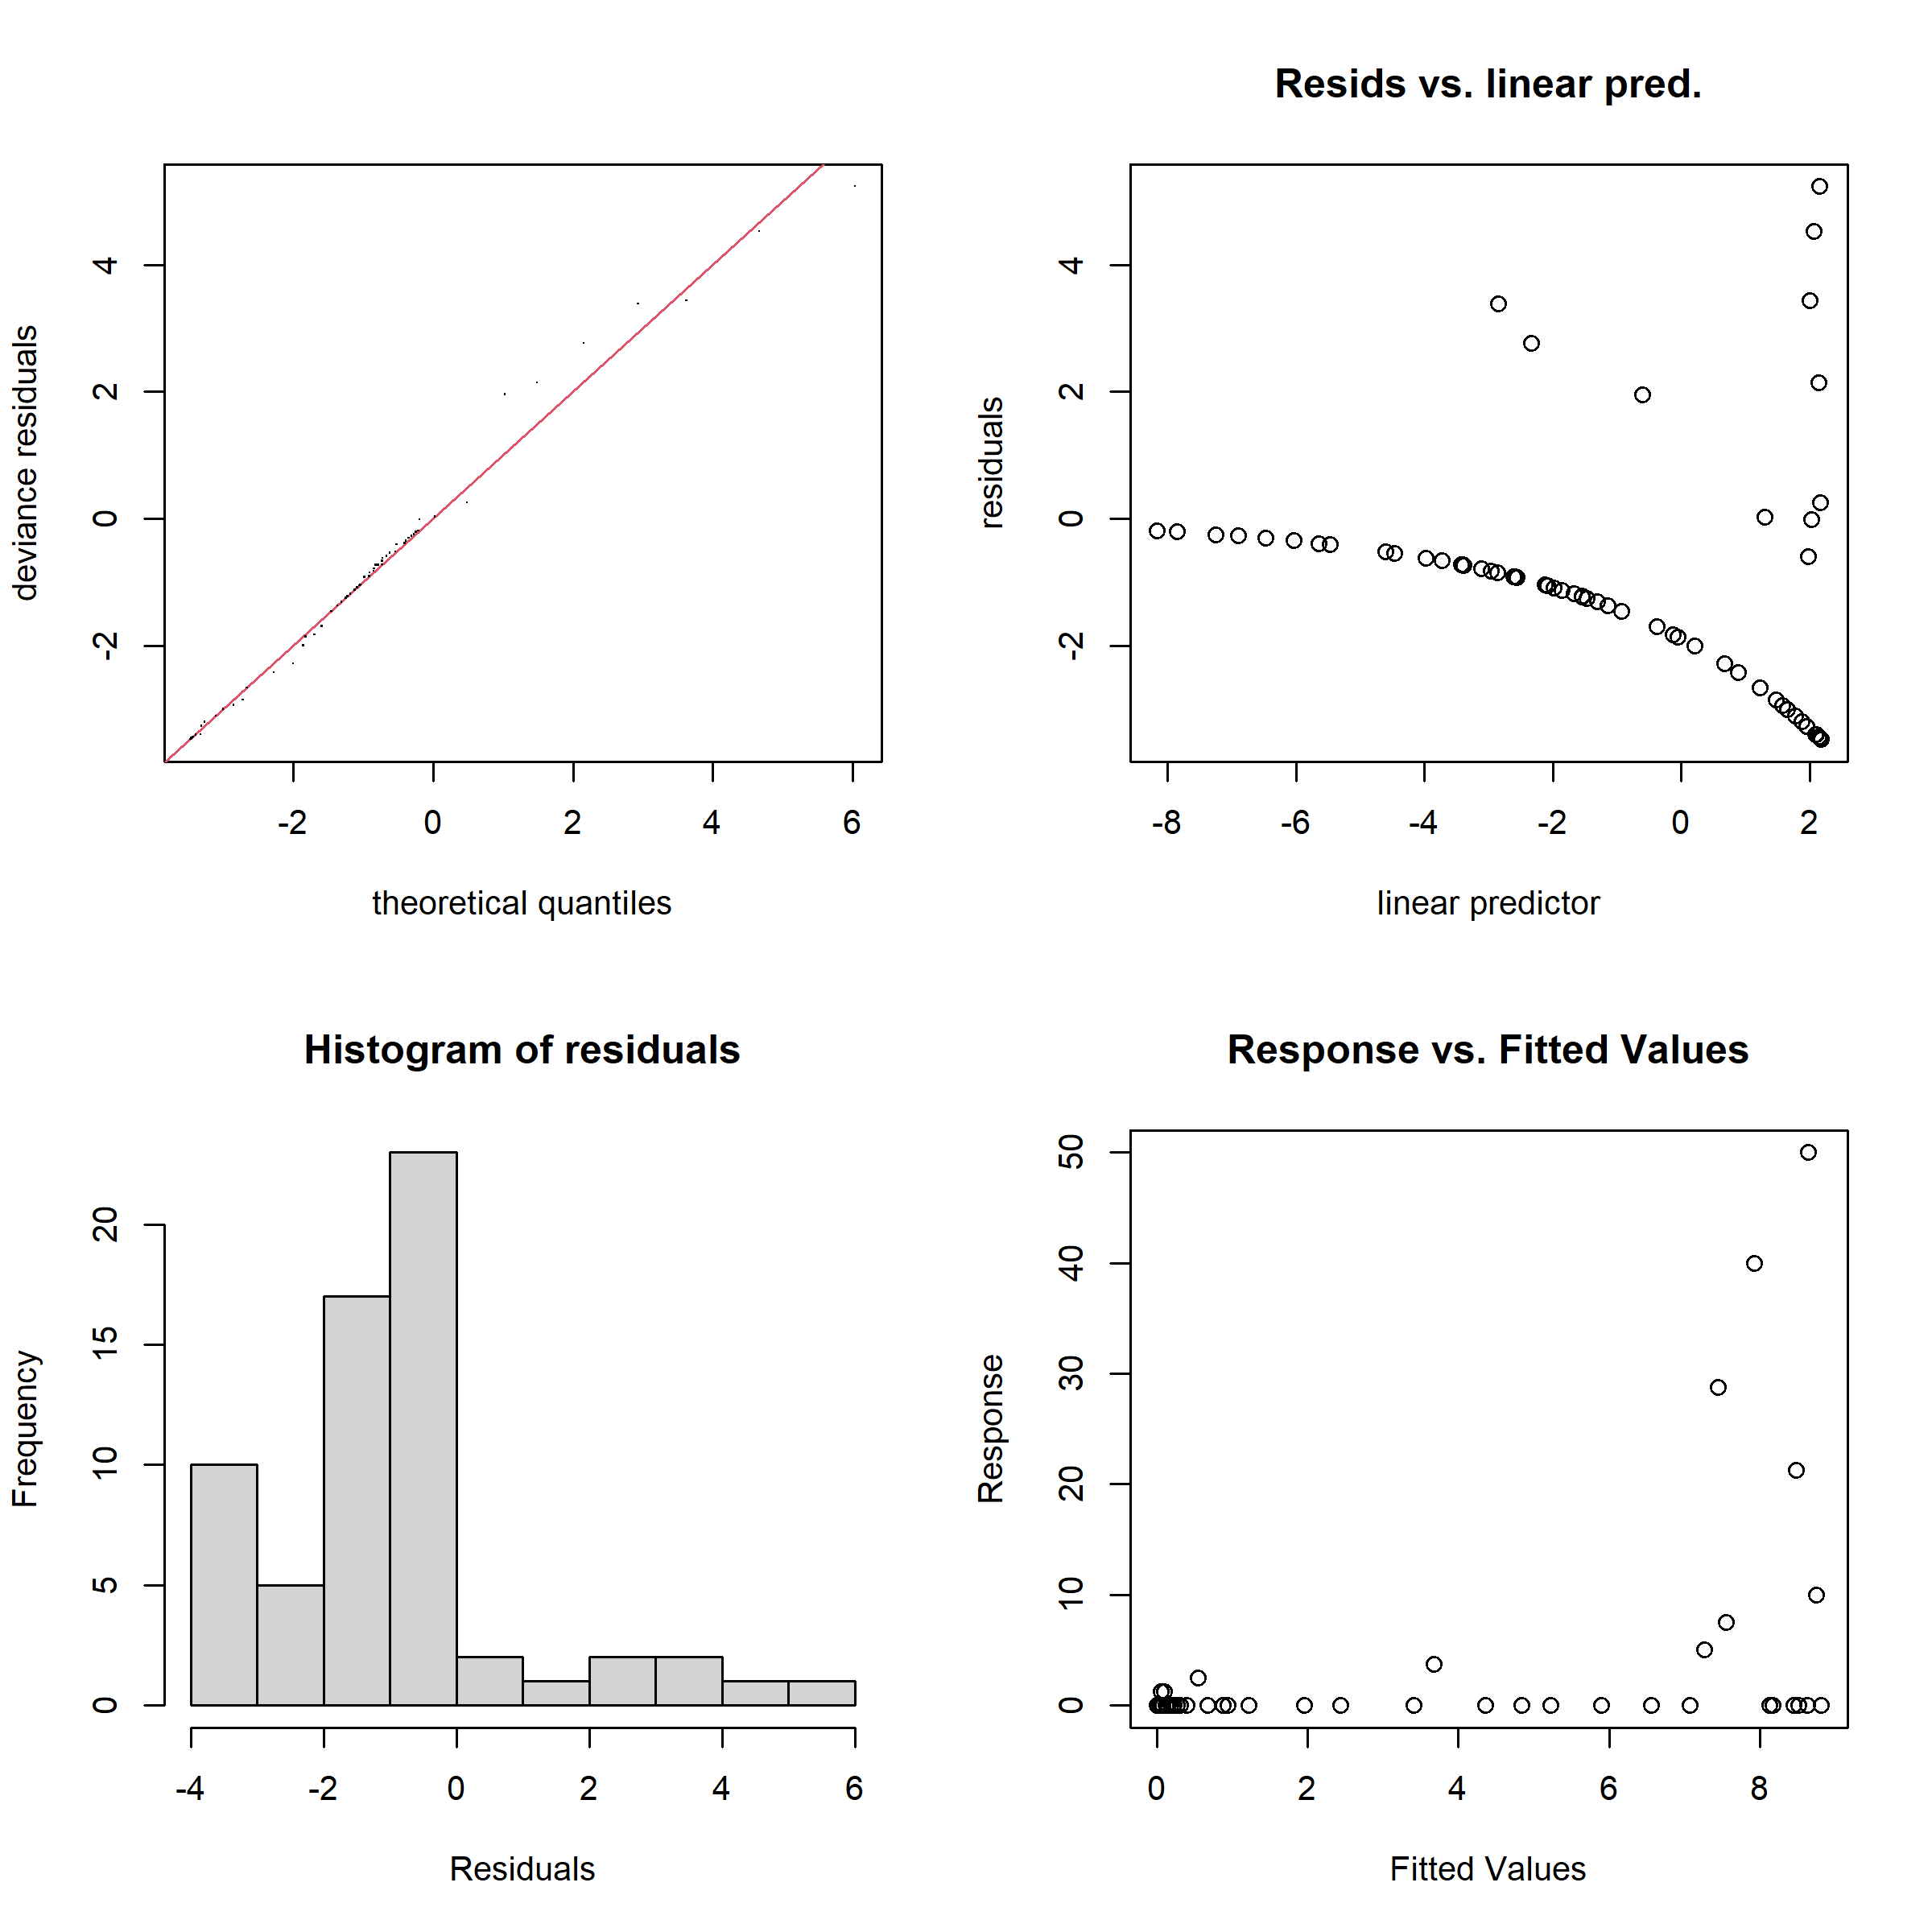 deviance residuals
4
2
0
-2
-2 0 2 4 6
theoretical quantiles
Resids vs. linear pred.
residuals
4
2
0
-2
-8 -6 -4 -2 0 2
linear predictor
Histogram of residuals
Frequency
20
15
10
5
0
-4 -2 0 2 4 6
Residuals
Response vs. Fitted Values
Response
50
40
30
20
10
0
0 2 4 6 8
Fitted Values